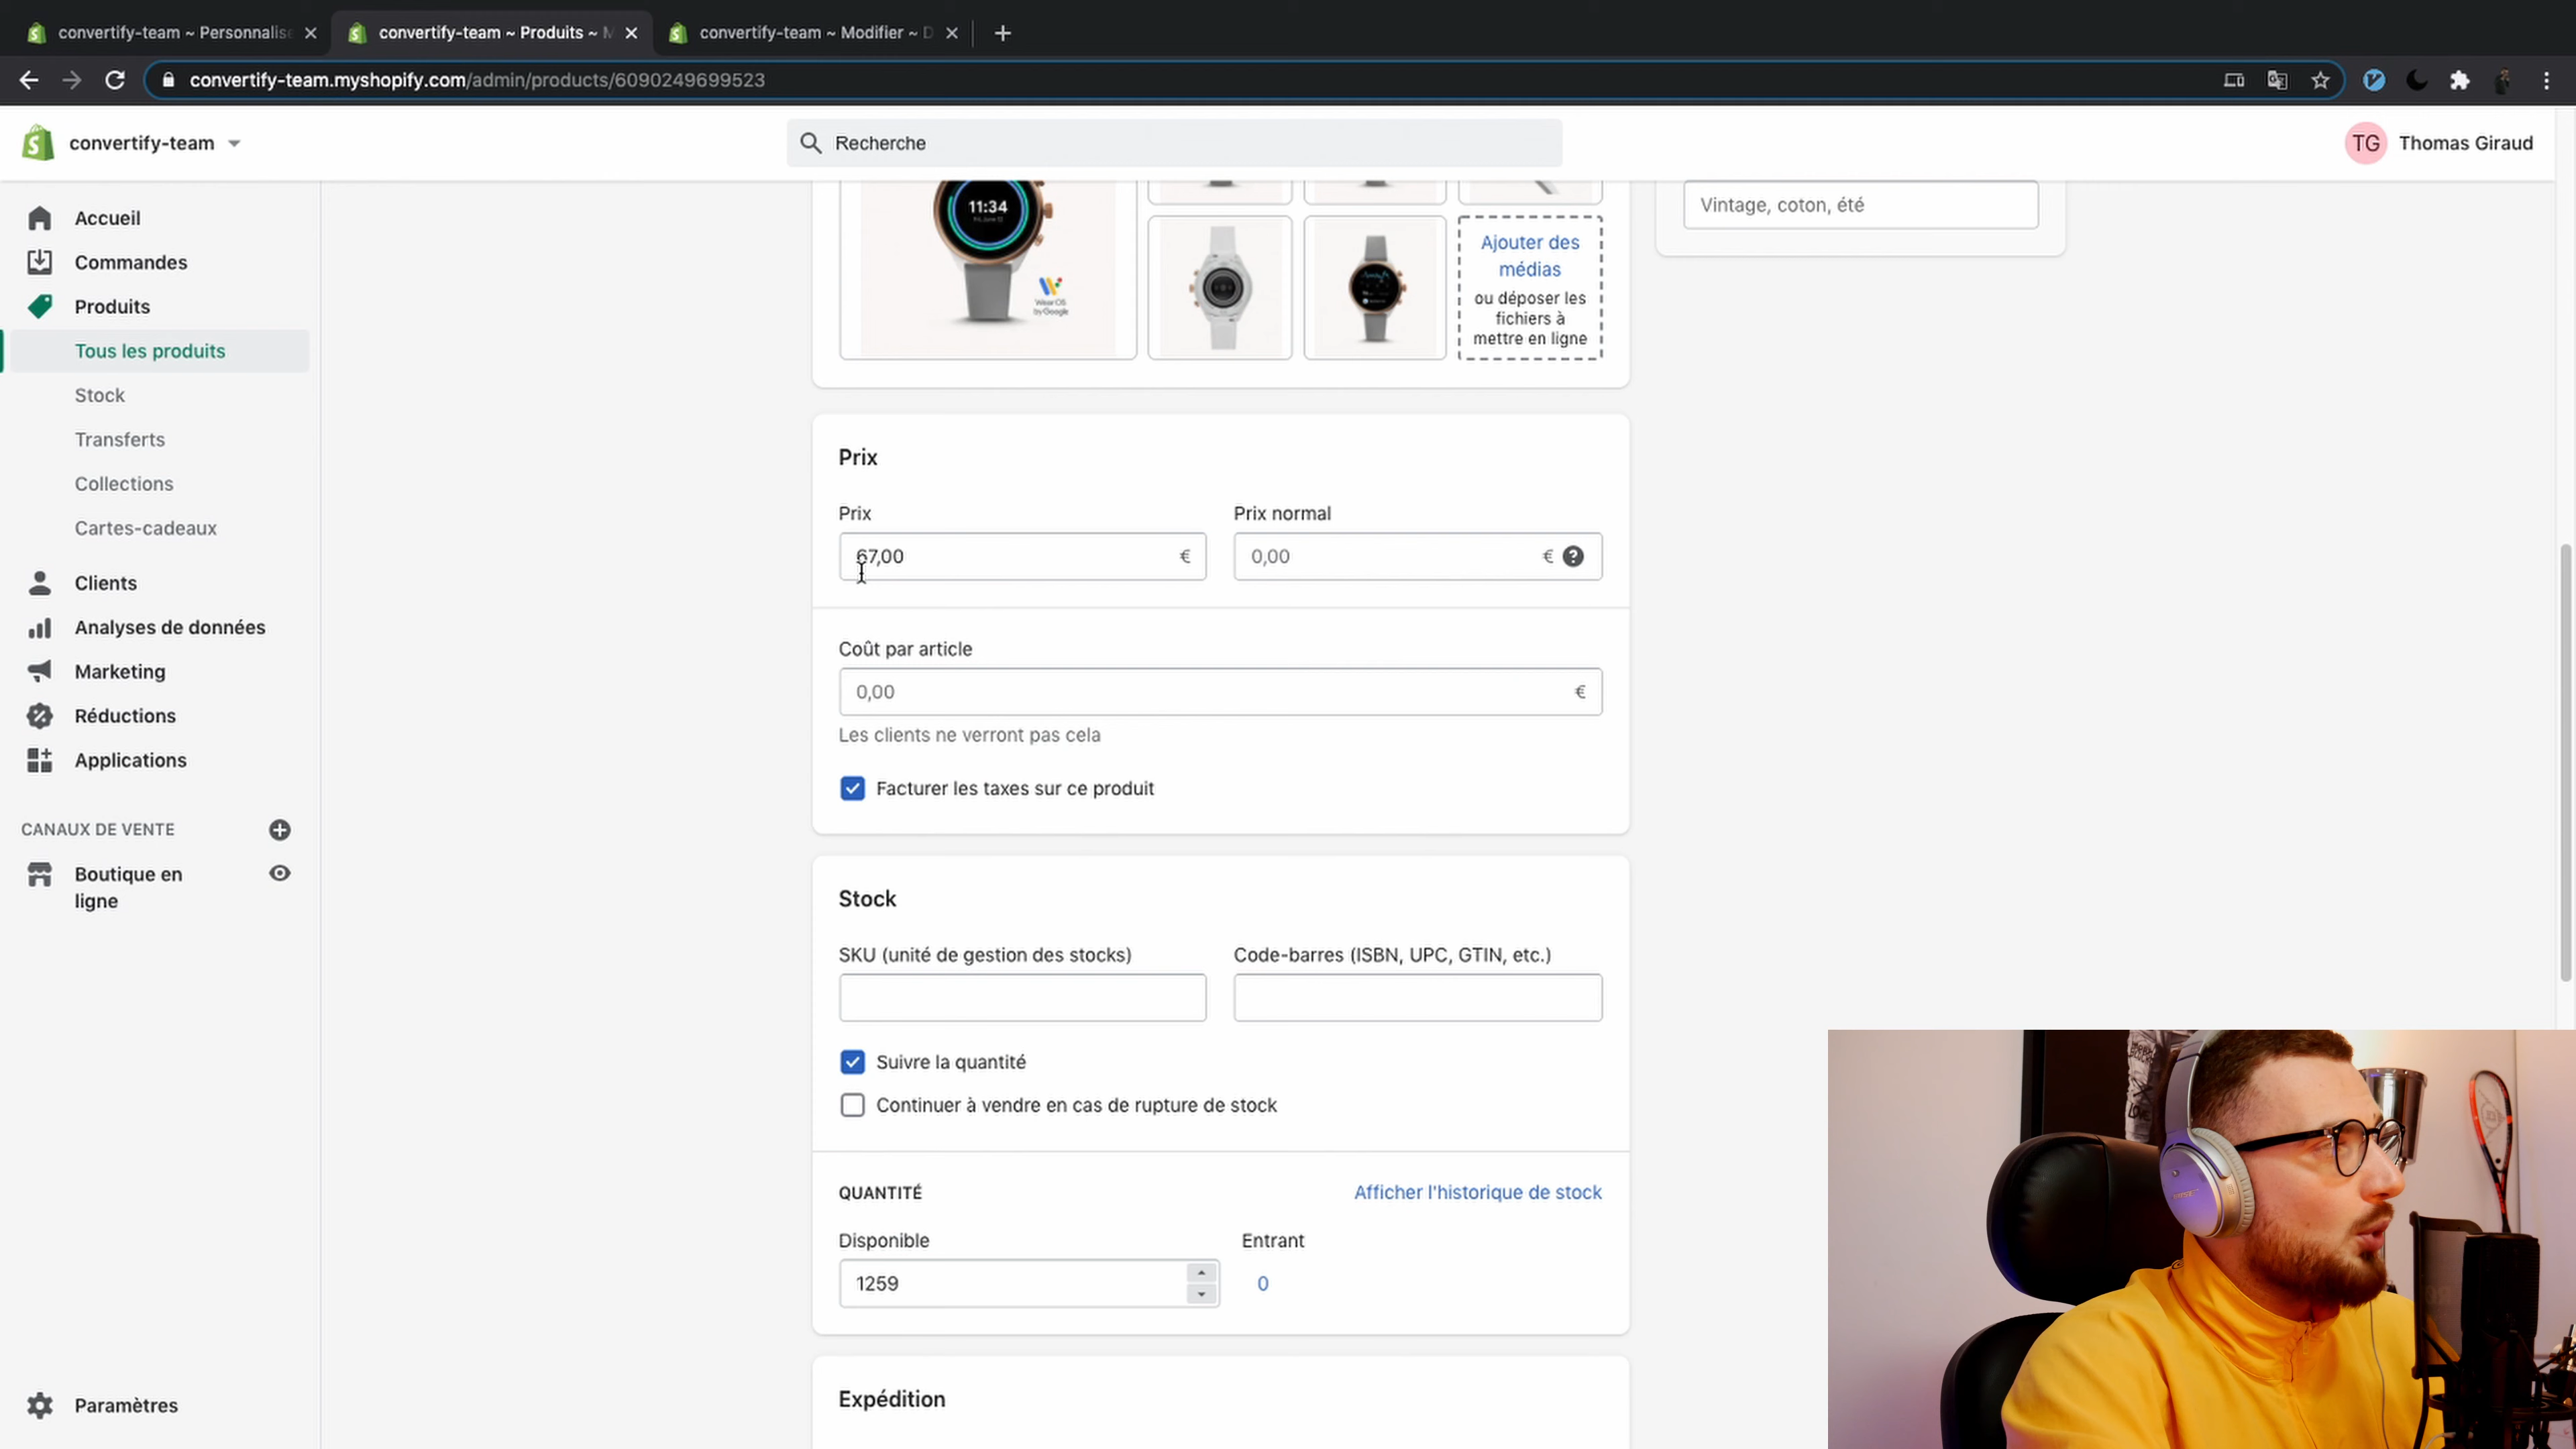 convertify-team ~ Personnalise
convertify-team ~ Produits ~ M
convertify-team ~ Modifier ~ D
convertify-team.myshopify.com/admin/products/6090249699523
convertify-team
Recherche
TG
Thomas Giraud
Accueil
Commandes
Produits
Tous les produits
Stock
Transferts
Collections
Cartes-cadeaux
Clients
Analyses de données
Marketing
Réductions
Applications
CANAUX DE VENTE
Boutique en
ligne
Paramètres
11:34
Wear OS
by Google
Ajouter des
médias
ou déposer les
fichiers à
mettre en ligne
Vintage, coton, été
Prix
Prix
Prix normal
67,00 €
0,00 €
Coût par article
0,00 €
Les clients ne verront pas cela
Facturer les taxes sur ce produit
Stock
SKU (unité de gestion des stocks)
Code-barres (ISBN, UPC, GTIN, etc.)
Suivre la quantité
Continuer à vendre en cas de rupture de stock
QUANTITÉ
Afficher l'historique de stock
Disponible
Entrant
1259
0
Expédition